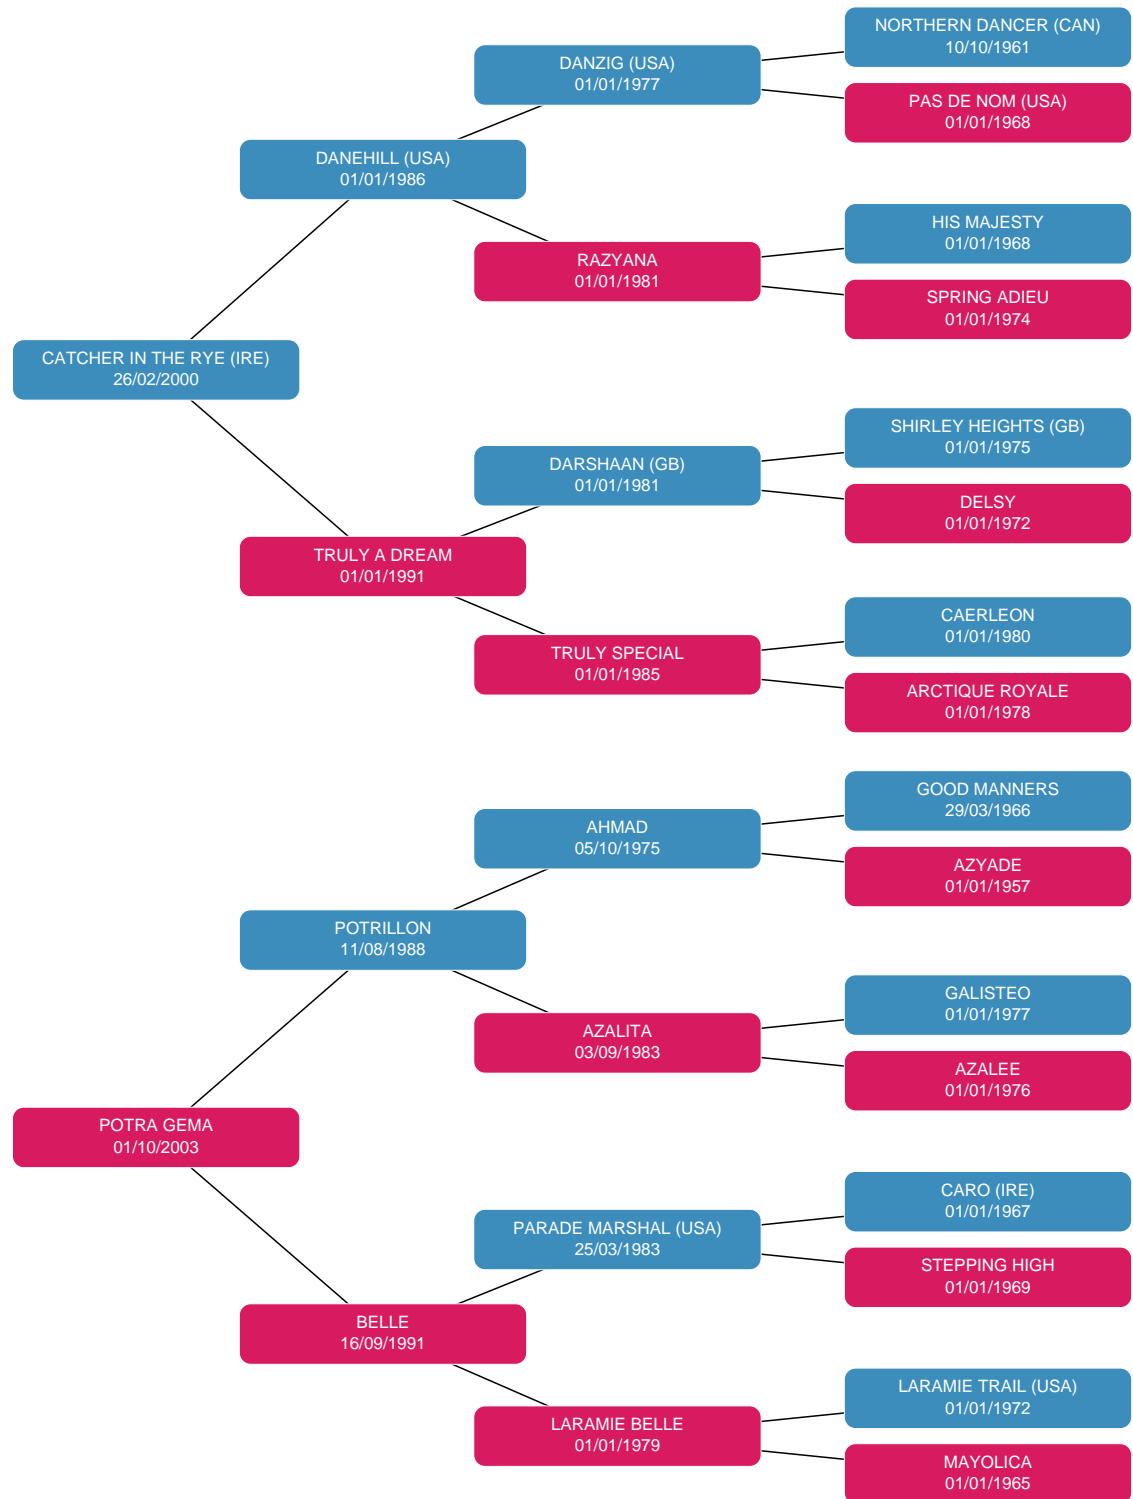 NORTHERN DANCER (CAN)
10/10/1961
DANZIG (USA)
01/01/1977
PAS DE NOM (USA)
01/01/1968
DANEHILL (USA)
01/01/1986
HIS MAJESTY
01/01/1968
RAZYANA
01/01/1981
SPRING ADIEU
01/01/1974
CATCHER IN THE RYE (IRE)
26/02/2000
SHIRLEY HEIGHTS (GB)
01/01/1975
DARSHAAN (GB)
01/01/1981
DELSY
01/01/1972
TRULY A DREAM
01/01/1991
CAERLEON
01/01/1980
TRULY SPECIAL
01/01/1985
ARCTIQUE ROYALE
01/01/1978
GOOD MANNERS
29/03/1966
AHMAD
05/10/1975
AZYADE
01/01/1957
POTRILLON
11/08/1988
GALISTEO
01/01/1977
AZALITA
03/09/1983
AZALEE
01/01/1976
POTRA GEMA
01/10/2003
CARO (IRE)
01/01/1967
PARADE MARSHAL (USA)
25/03/1983
STEPPING HIGH
01/01/1969
BELLE
16/09/1991
LARAMIE TRAIL (USA)
01/01/1972
LARAMIE BELLE
01/01/1979
MAYOLICA
01/01/1965